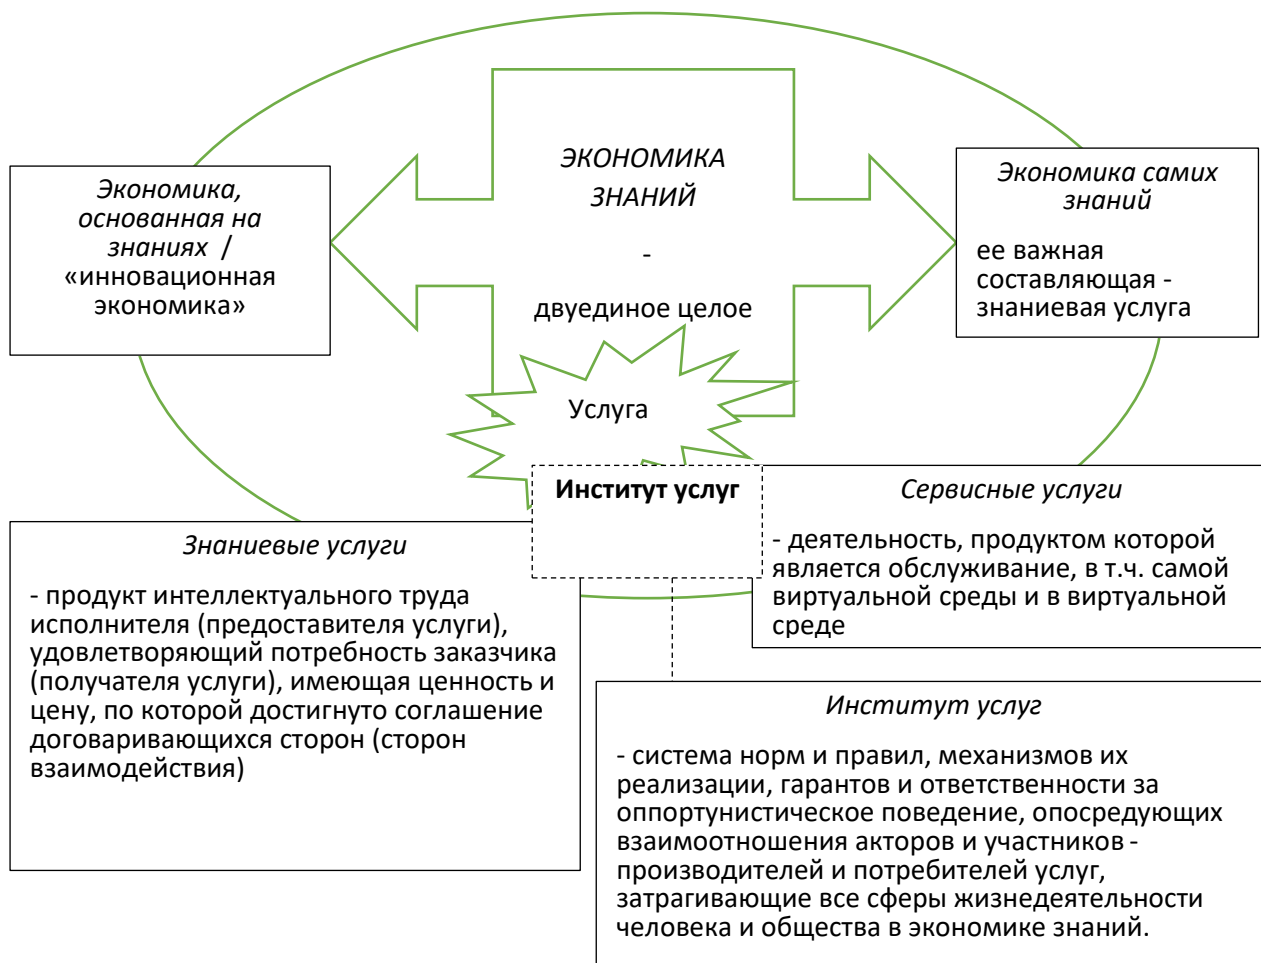 ЭКОНОМИКА
ЗНАНИЙ
-
двуединое целое
Экономика,
основанная на
знаниях /
«инновационная
экономика»
Экономика самих
знаний
ее важная
составляющая -
знаниевая услуга
Услуга
Институт услуг
Сервисные услуги
- деятельность, продуктом которой
является обслуживание, в т.ч. самой
виртуальной среды и в виртуальной
среде
Знаниевые услуги
- продукт интеллектуального труда
исполнителя (предоставителя услуги),
удовлетворяющий потребность заказчика
(получателя услуги), имеющая ценность и
цену, по которой достигнуто соглашение
договаривающихся сторон (сторон
взаимодействия)
Институт услуг
- система норм и правил, механизмов их
реализации, гарантов и ответственности за
оппортунистическое поведение, опосредующих
взаимоотношения акторов и участников -
производителей и потребителей услуг,
затрагивающие все сферы жизнедеятельности
человека и общества в экономике знаний.